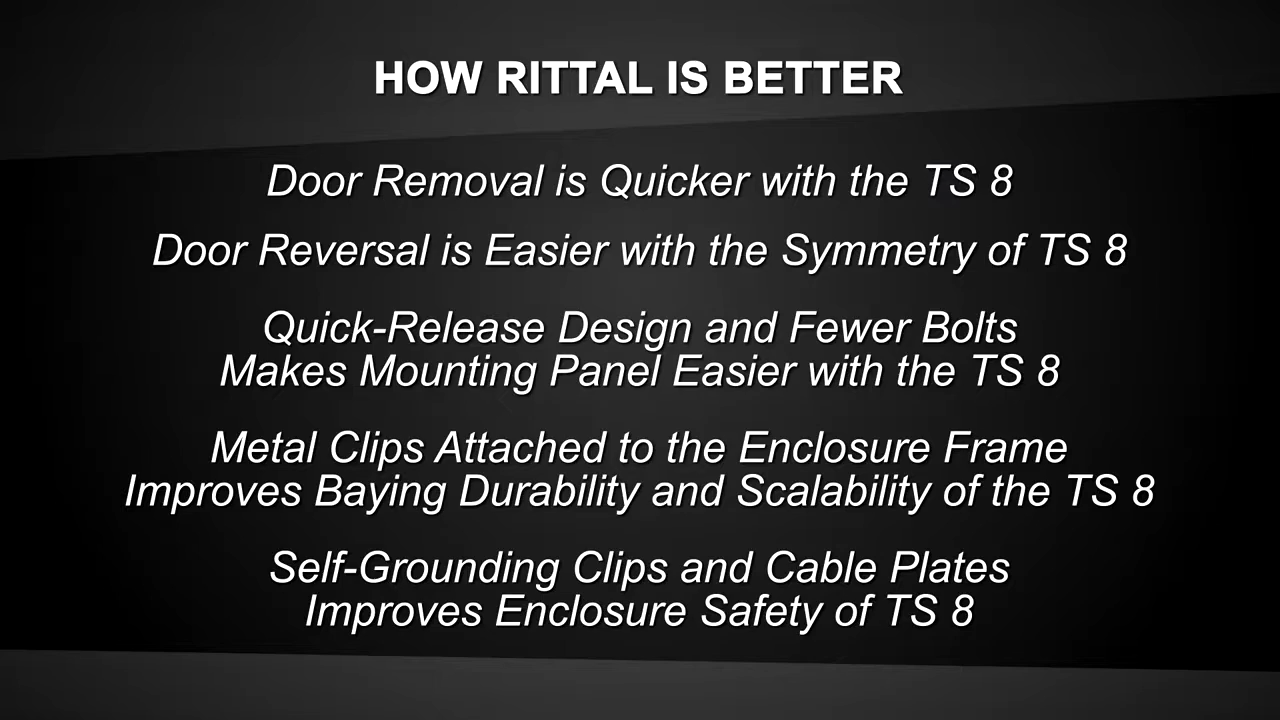 HOW RITTAL IS BETTER
Door Removal is Quicker with the TS 8
Door Reversal is Easier with the Symmetry of TS 8
Quick-Release Design and Fewer Bolts
Makes Mounting Panel Easier with the TS 8
Metal Clips Attached to the Enclosure Frame
Improves Baying Durability and Scalability of the TS 8
Self-Grounding Clips and Cable Plates
Improves Enclosure Safety of TS 8